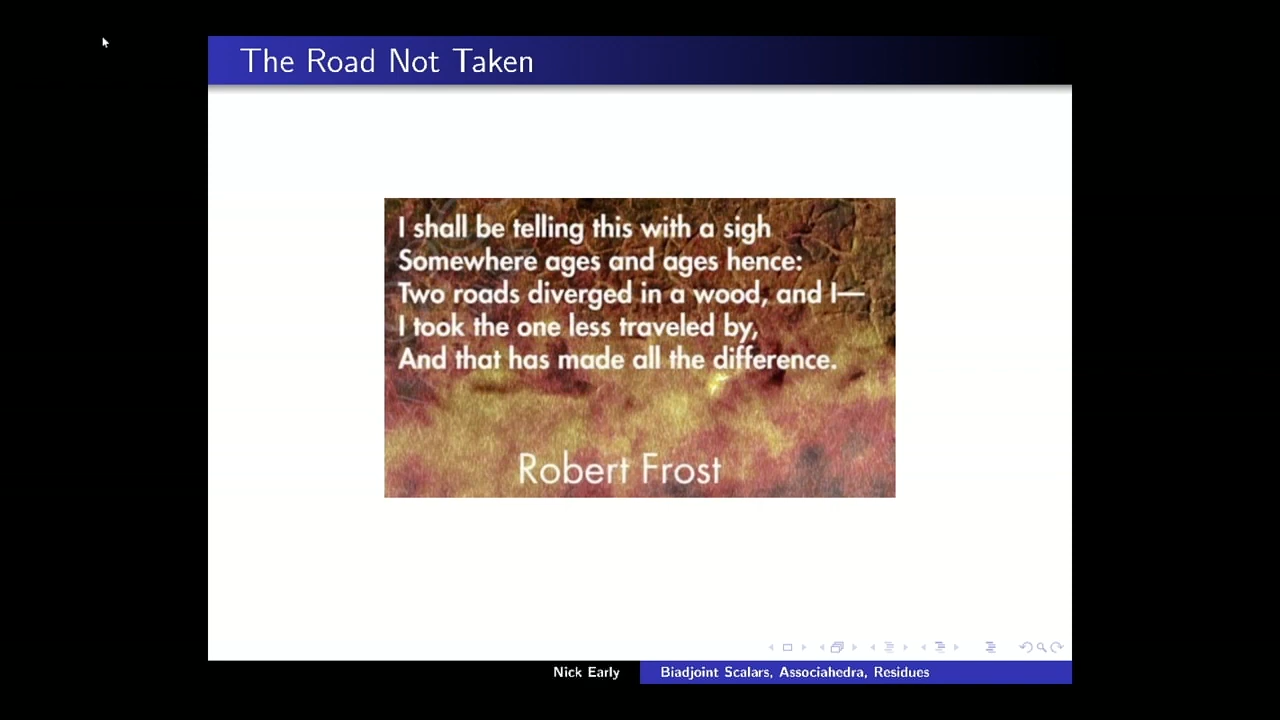 The Road Not Taken
I shall be telling this with a sigh
Somewhere ages and ages hence:
Two roads diverged in a wood, and I—
I took the one less traveled by,
And that has made all the difference.
Robert Frost
Nick Early
Biadjoint Scalars, Associahedra, Residues